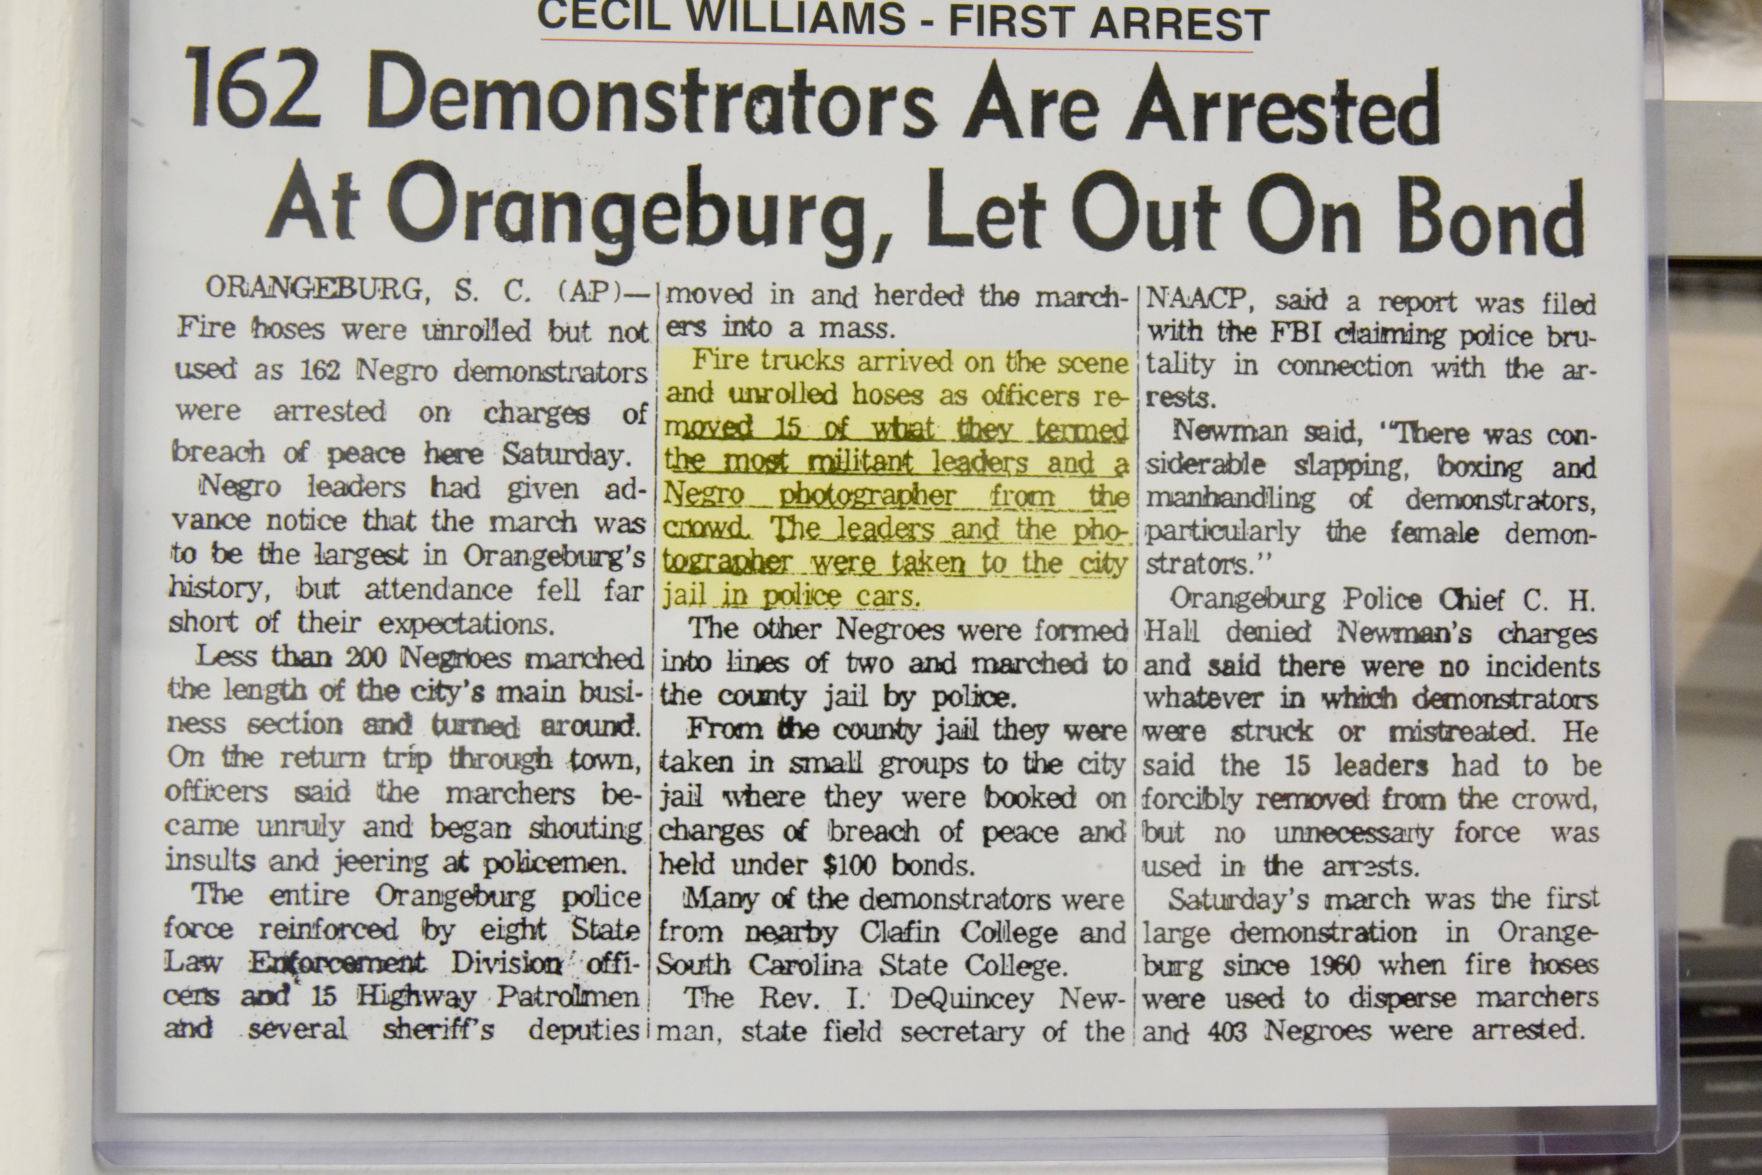 CECIL WILLIAMS - FIRST ARREST
162 Demonstrators Are Arrested
At Orangeburg, Let Out On Bond
ORANGEBURG, S. C. (AP)—
Fire hoses were unrolled but not
used as 162 Negro demonstrators
were arrested on charges of
breach of peace here Saturday.
Negro leaders had given ad-
vance notice that the march was
to be the largest in Orangeburg's
history, but attendance fell far
short of their expectations.
Less than 200 Negroes marched
the length of the city's main busi-
ness section and turned around.
On the return trip through town,
officers said the marchers be-
came unruly and began shouting
insults and jeering at policemen.
The entire Orangeburg police
force reinforced by eight State
Law Enforcement Division offi-
cers and 15 Highway Patrolmen
and several sheriff's deputies
moved in and herded the march-
ers into a mass.
Fire trucks arrived on the scene
and unrolled hoses as officers re-
moved 15 of what they termed
the most militant leaders and a
Negro photographer from the
crowd. The leaders and the pho-
tographer were taken to the city
jail in police cars.
The other Negroes were formed
into lines of two and marched to
the county jail by police.
From the county jail they were
taken in small groups to the city
jail where they were booked on
charges of breach of peace and
held under $100 bonds.
Many of the demonstrators were
from nearby Clafin College and
South Carolina State College.
The Rev. I. DeQuincey New-
man, state field secretary of the
NAACP, said a report was filed
with the FBI claiming police bru-
tality in connection with the ar-
rests.
Newman said, "There was con-
siderable slapping, boxing and
manhandling of demonstrators,
particularly the female demon-
strators."
Orangeburg Police Chief C. H.
Hall denied Newman's charges
and said there were no incidents
whatever in which demonstrators
were struck or mistreated. He
said the 15 leaders had to be
forcibly removed from the crowd,
but no unnecessary force was
used in the arrests.
Saturday's march was the first
large demonstration in Orange-
burg since 1960 when fire hoses
were used to disperse marchers
and 403 Negroes were arrested.